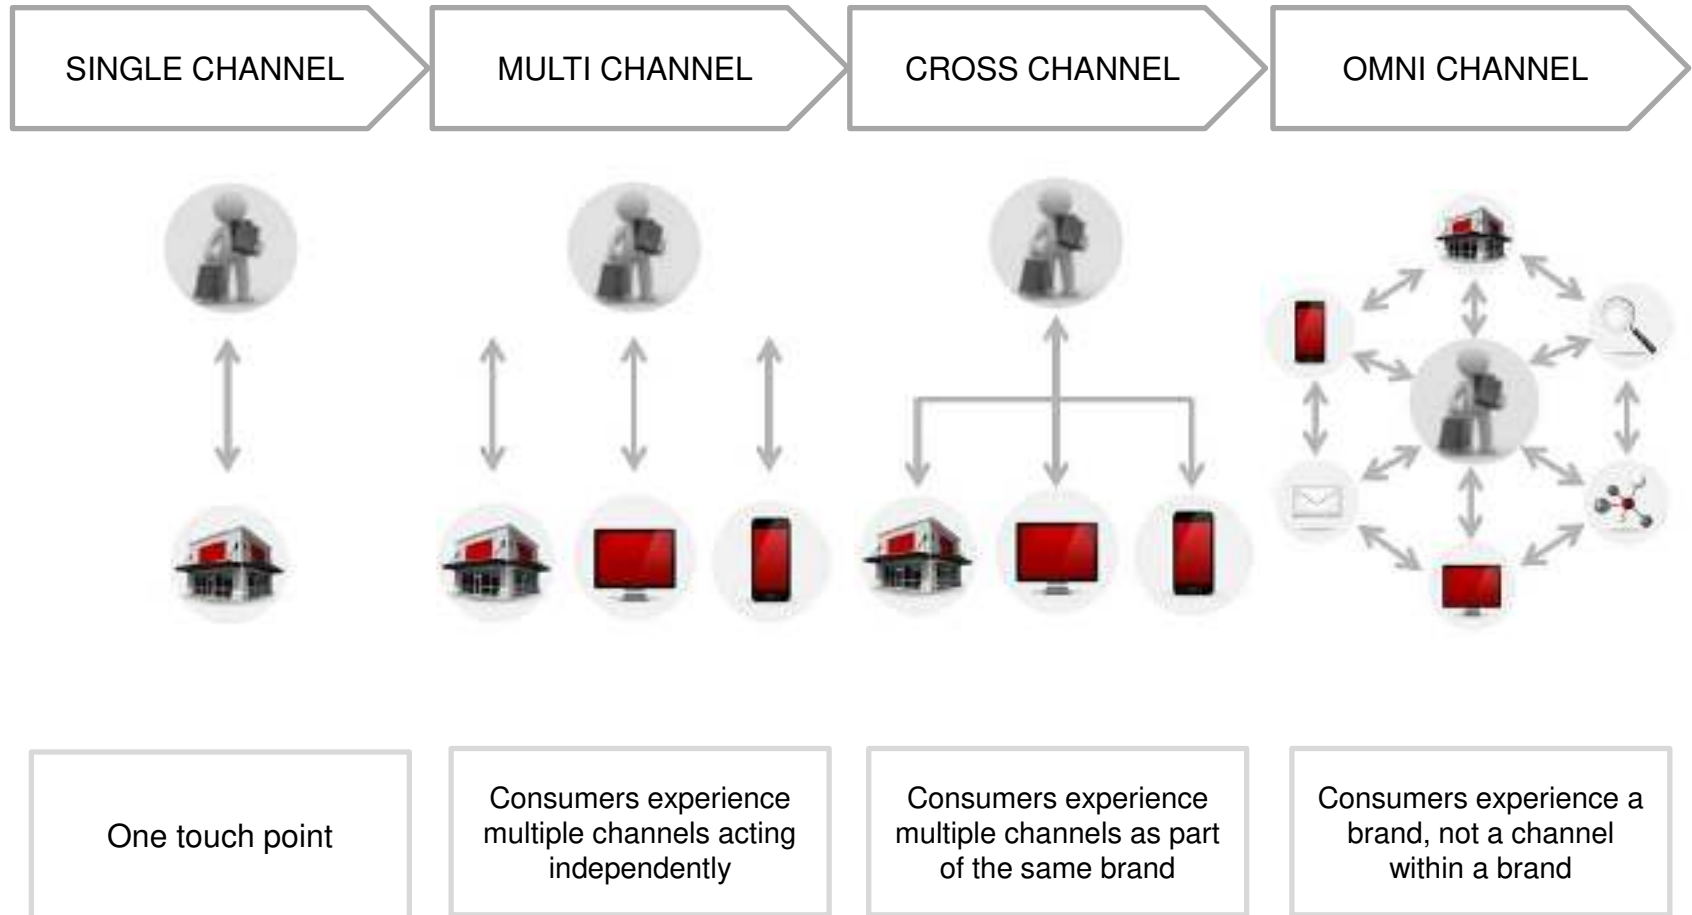 SINGLE CHANNEL
MULTI CHANNEL
CROSS CHANNEL
OMNI CHANNEL
One touch point
Consumers experience
multiple channels acting
independently
Consumers experience
multiple channels as part
of the same brand
Consumers experience a
brand, not a channel
within a brand